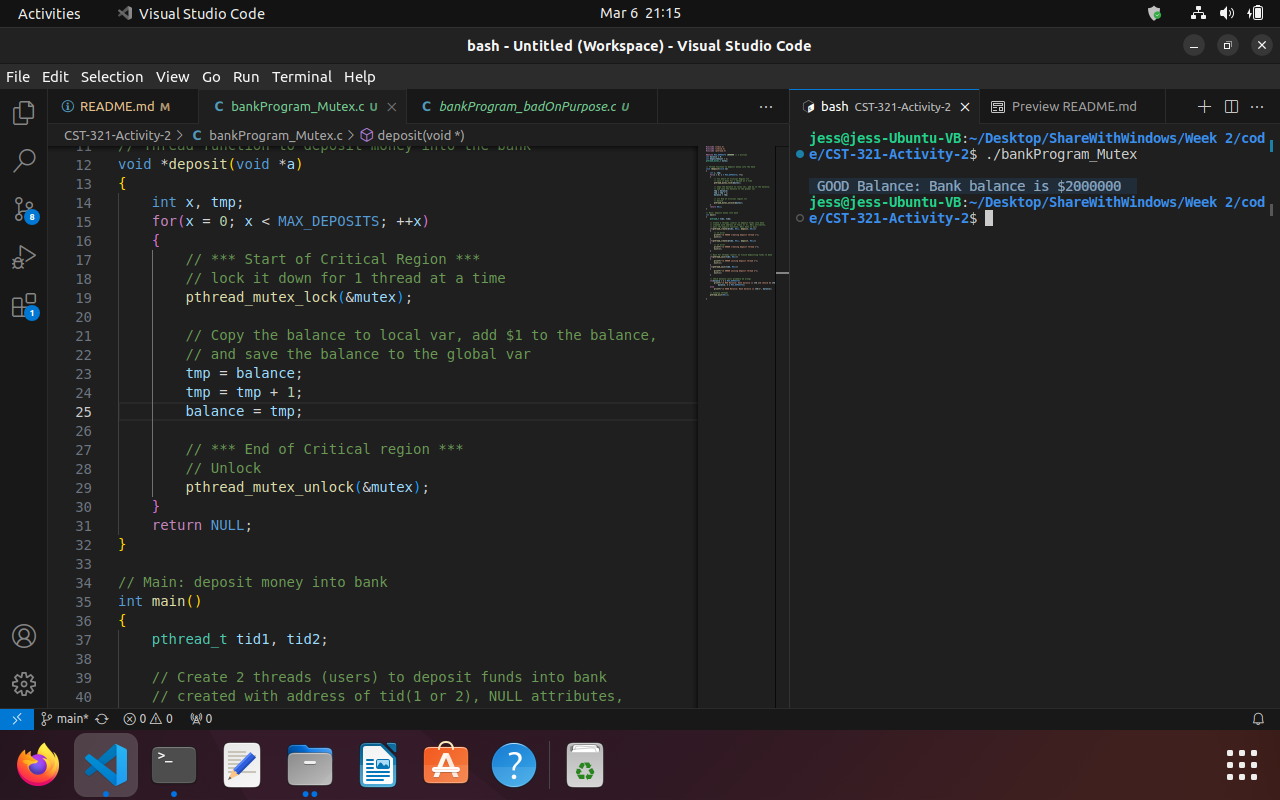 Activities Visual Studio Code Mar 6 21:15
bash - Untitled (Workspace) - Visual Studio Code
File Edit Selection View Go Run Terminal Help
README.md M C bankProgram_Mutex.c U C bankProgram_badOnPurpose.c U ...
CST-321-Activity-2 > C bankProgram_Mutex.c > deposit(void *)
11 // Thread function to deposit money into the bank
12 void *deposit(void *a)
13 {
14 int x, tmp;
15 for(x = 0; x < MAX_DEPOSITS; ++x)
16 {
17 // *** Start of Critical Region ***
18 // lock it down for 1 thread at a time
19 pthread_mutex_lock(&mutex);
20
21 // Copy the balance to local var, add $1 to the balance,
22 // and save the balance to the global var
23 tmp = balance;
24 tmp = tmp + 1;
25 balance = tmp;
26
27 // *** End of Critical region ***
28 // Unlock
29 pthread_mutex_unlock(&mutex);
30 }
31 return NULL;
32 }
33
34 // Main: deposit money into bank
35 int main()
36 {
37 pthread_t tid1, tid2;
38
39 // Create 2 threads (users) to deposit funds into bank
40 // created with address of tid(1 or 2), NULL attributes,
bash CST-321-Activity-2 Preview README.md ...
jess@jess-Ubuntu-VB:~/Desktop/ShareWithWindows/Week 2/cod
e/CST-321-Activity-2$ ./bankProgram_Mutex
GOOD Balance: Bank balance is $2000000
jess@jess-Ubuntu-VB:~/Desktop/ShareWithWindows/Week 2/cod
e/CST-321-Activity-2$
8
1
main* 0 0 0